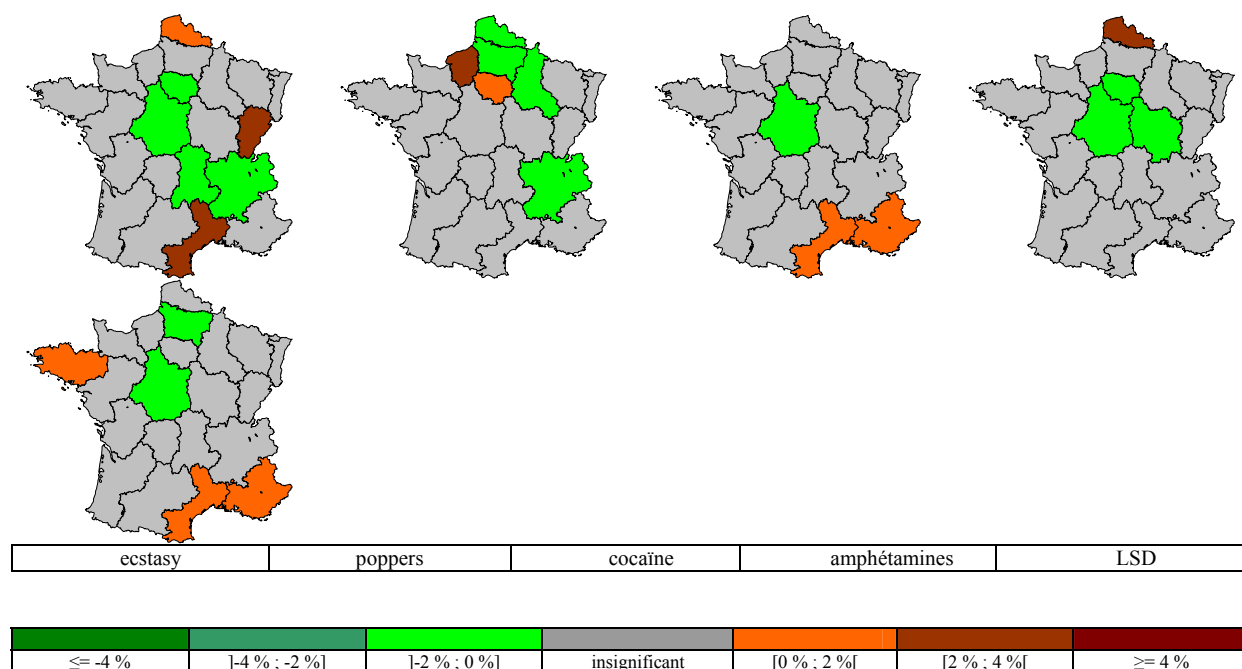 ecstasy poppers cocaïne amphétamines LSD
<= -4 % ]-4 % ; -2 %] ]-2 % ; 0 %] insignificant [0 % ; 2 %[ [2 % ; 4 %[ >= 4 %